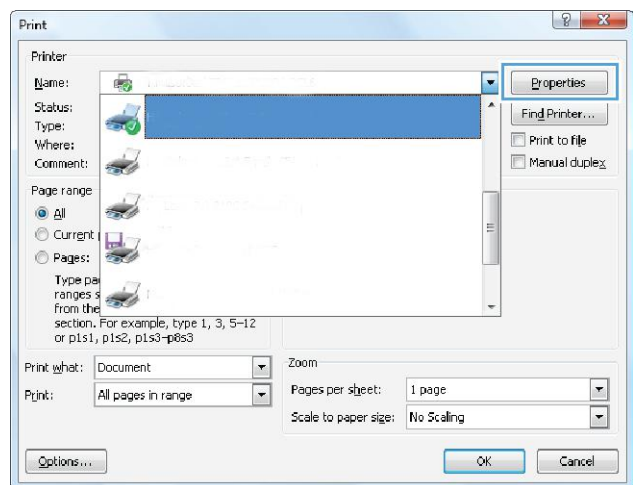 Print
Printer
Name:
Properties
Status:
Find Printer...
Type:
Print to file
Where:
Comment:
Manual duplex
Page range
All
Current
Pages:
Type
ranges
from the
section. For example, type 1, 3, 5–12
or p1s1, p1s2, p1s3–p8s3
Print what: Document
Print: All pages in range
Zoom
Pages per sheet: 1 page
Scale to paper size: No Scaling
Options...
OK
Cancel